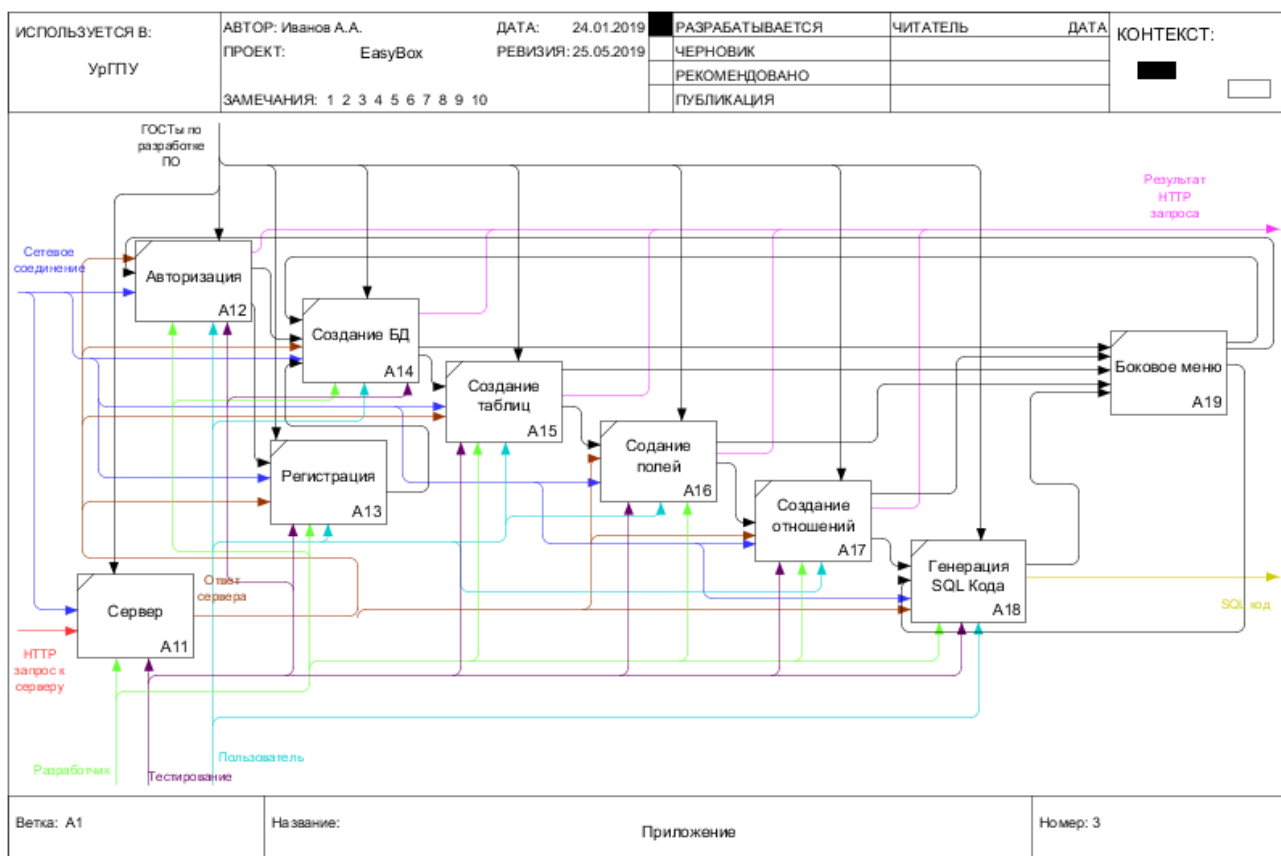 ИСПОЛЬЗУЕТСЯ В:
УрГПУ
АВТОР: Иванов А.А.
ДАТА: 24.01.2019
ПРОЕКТ: EasyBox
РЕВИЗИЯ: 25.05.2019
ЗАМЕЧАНИЯ: 1 2 3 4 5 6 7 8 9 10
РАЗРАБАТЫВАЕТСЯ
ЧЕРНОВИК
РЕКОМЕНДОВАНО
ПУБЛИКАЦИЯ
ЧИТАТЕЛЬ
ДАТА
КОНТЕКСТ:
ГОСТы по
разработке
ПО
Результат
HTTP
запроса
Сетевое
соединение
Авторизация
A12
Создание БД
A14
Создание
таблиц
A15
Боковое меню
A19
Содание
полей
A16
Регистрация
A13
Создание
отношений
A17
Генерация
SQL Кода
A18
Ответ
сервера
Сервер
A11
SQL код
HTTP
запрос к
серверу
Разработчик
Тестирование
Пользователь
Ветка: A1
Название:
Приложение
Номер: 3